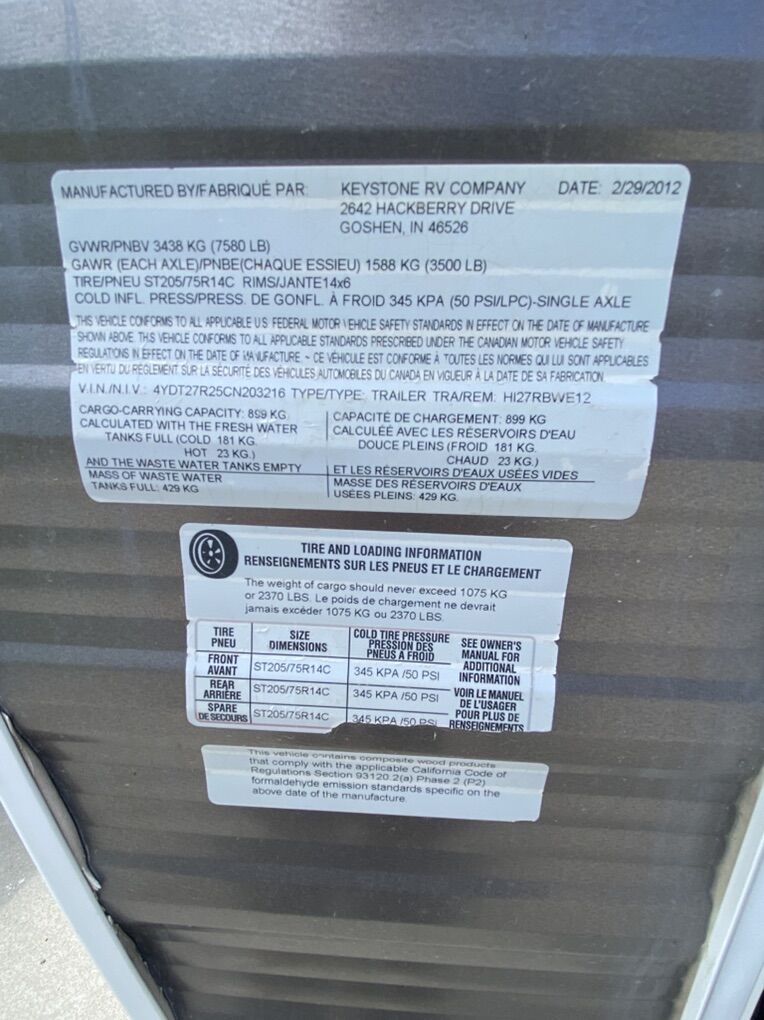 MANUFACTURED BY/FABRIQUÉ PAR: KEYSTONE RV COMPANY DATE: 2/29/2012
2642 HACKBERRY DRIVE
GOSHEN, IN 46526
GVWR/PNBV 3438 KG (7580 LB)
GAWR (EACH AXLE)/PNBE(CHAQUE ESSIEU) 1588 KG (3500 LB)
TIRE/PNEU ST205/75R14C RIMS/JANTE14x6
COLD INFL. PRESS/PRESS. DE GONFL. À FROID 345 KPA (50 PSI/LPC)-SINGLE AXLE
THIS VEHICLE CONFORMS TO ALL APPLICABLE U.S FEDERAL MOTOR VEHICLE SAFETY STANDARDS IN EFFECT ON THE DATE OF MANUFACTURE
SHOWN ABOVE. THIS VEHICLE CONFORMS TO ALL APPLICABLE STANDARDS PRESCRIBED UNDER THE CANADIAN MOTOR VEHICLE SAFETY
REGULATIONS IN EFFECT ON THE DATE OF MANUFACTURE. ~ CE VÉHICULE EST CONFORME À TOUTES LES NORMES QUI LUI SONT APPLICABLES
EN VERTU DU RÈGLEMENT SUR LA SÉCURITÉ DES VÉHICULES AUTOMOBILES DU CANADA EN VIGUEUR À LA DATE DE SA FABRICATION.
V.I.N./N.I.V.: 4YDT27R25CN203216 TYPE/TYPE: TRAILER TRA/REM: HI27RBWE12
CARGO-CARRYING CAPACITY: 899 KG
CALCULATED WITH THE FRESH WATER
TANKS FULL (COLD 181 KG.
HOT 23 KG.)
AND THE WASTE WATER TANKS EMPTY
MASS OF WASTE WATER
TANKS FULL: 429 KG
CAPACITÉ DE CHARGEMENT: 899 KG
CALCULÉE AVEC LES RÉSERVOIRS D'EAU
DOUCE PLEINS (FROID 181 KG.
CHAUD 23 KG.)
ET LES RÉSERVOIRS D'EAUX USÉES VIDES
MASSE DES RÉSERVOIRS D'EAUX
USÉES PLEINS: 429 KG.
TIRE AND LOADING INFORMATION
RENSEIGNEMENTS SUR LES PNEUS ET LE CHARGEMENT
The weight of cargo should never exceed 1075 KG
or 2370 LBS. Le poids de chargement ne devrait
jamais excéder 1075 KG ou 2370 LBS.
TIRE
PNEU
SIZE
DIMENSIONS
COLD TIRE PRESSURE
PRESSION DES
PNEUS A FROID
FRONT
AVANT
ST205/75R14C
345 KPA /50 PSI
REAR
ARRIÈRE
ST205/75R14C
345 KPA /50 PSI
SPARE
DE SECOURS
ST205/75R14C
345 KPA /50 PSI
SEE OWNER'S
MANUAL FOR
ADDITIONAL
INFORMATION
VOIR LE MANUEL
DE L'USAGER
POUR PLUS DE
RENSEIGNEMENTS
This vehicle contains composite wood products
that comply with the applicable California Code of
Regulations Section 93120.2(a) Phase 2 (P2)
formaldehyde emission standards specific on the
above date of the manufacture.